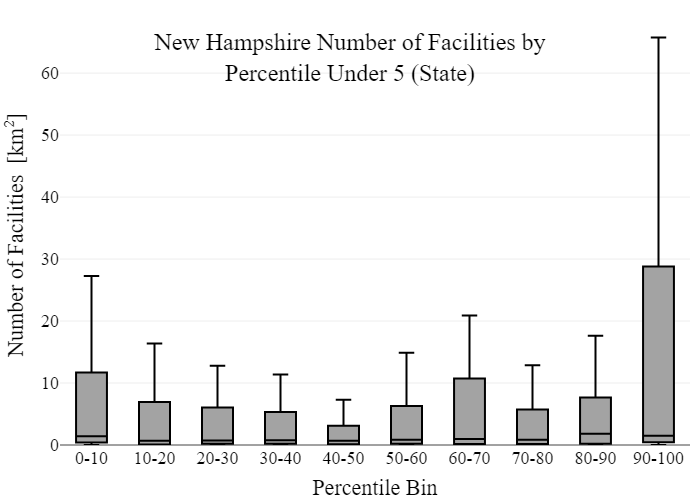 New Hampshire Number of Facilities by
Percentile Under 5 (State)
Number of Facilities [km²]
60
50
40
30
20
10
0
0-10 10-20 20-30 30-40 40-50 50-60 60-70 70-80 80-90 90-100
Percentile Bin